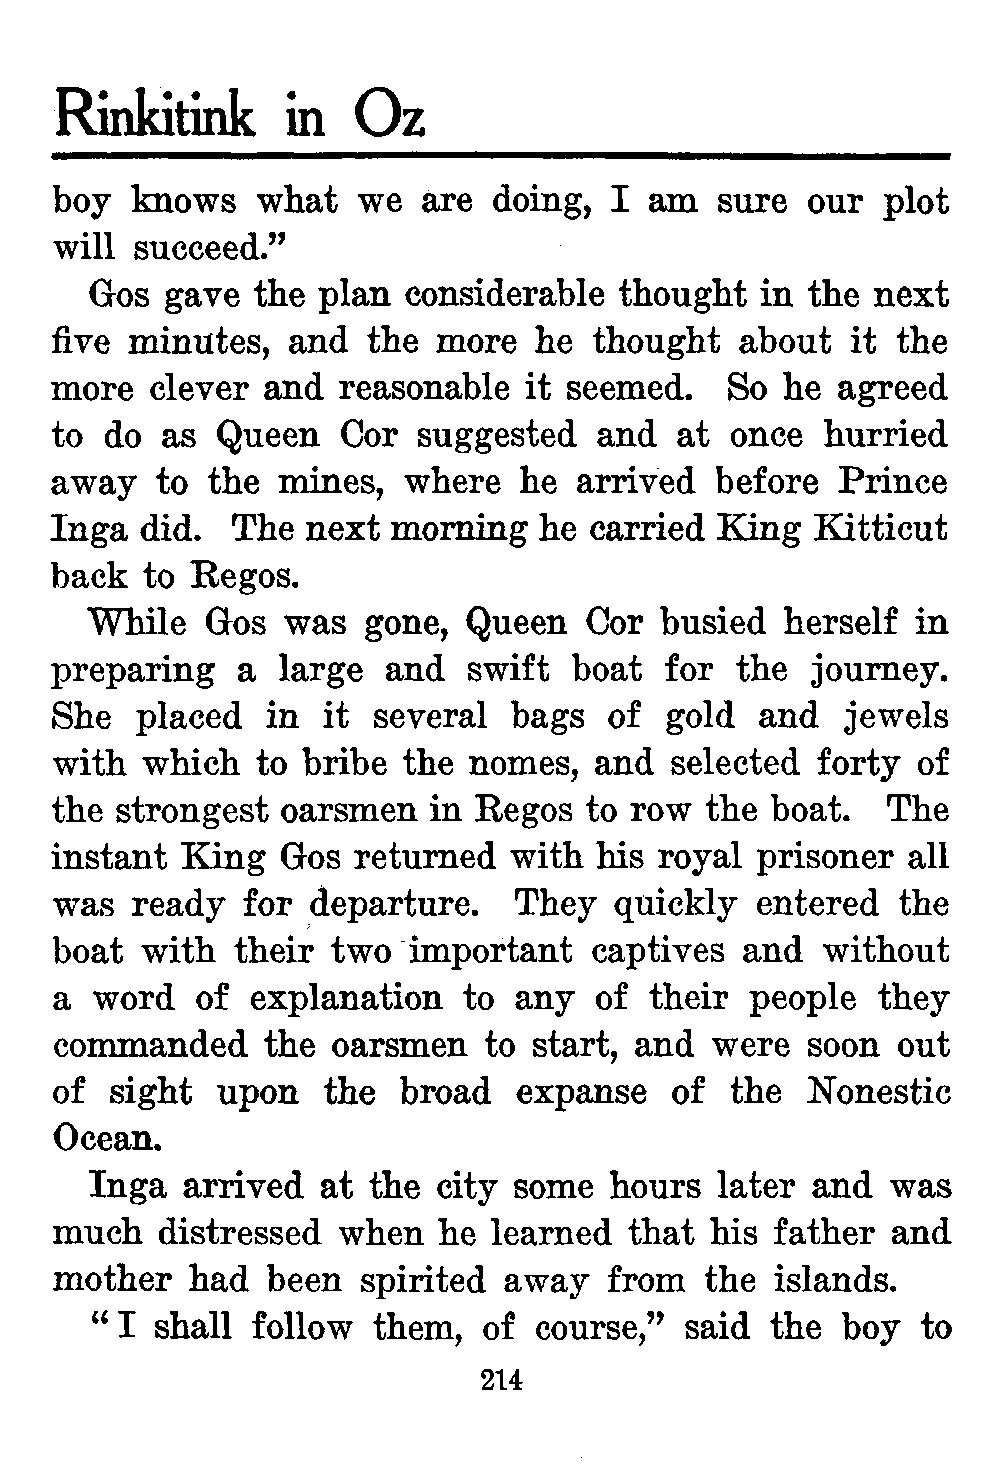 Rinkitink in Oz
boy knows what we are doing, I am sure our plot
will succeed.”
Gos gave the plan considerable thought in the next
five minutes, and the more he thought about it the
more clever and reasonable it seemed. So he agreed
to do as Queen Cor suggested and at once hurried
away to the mines, where he arrived before Prince
Inga did. The next morning he carried King Kitticut
back to Regos.
While Gos was gone, Queen Cor busied herself in
preparing a large and swift boat for the journey.
She placed in it several bags of gold and jewels
with which to bribe the nomes, and selected forty of
the strongest oarsmen in Regos to row the boat. The
instant King Gos returned with his royal prisoner all
was ready for departure. They quickly entered the
boat with their two important captives and without
a word of explanation to any of their people they
commanded the oarsmen to start, and were soon out
of sight upon the broad expanse of the Nonestic
Ocean.
Inga arrived at the city some hours later and was
much distressed when he learned that his father and
mother had been spirited away from the islands.
“I shall follow them, of course,” said the boy to
214